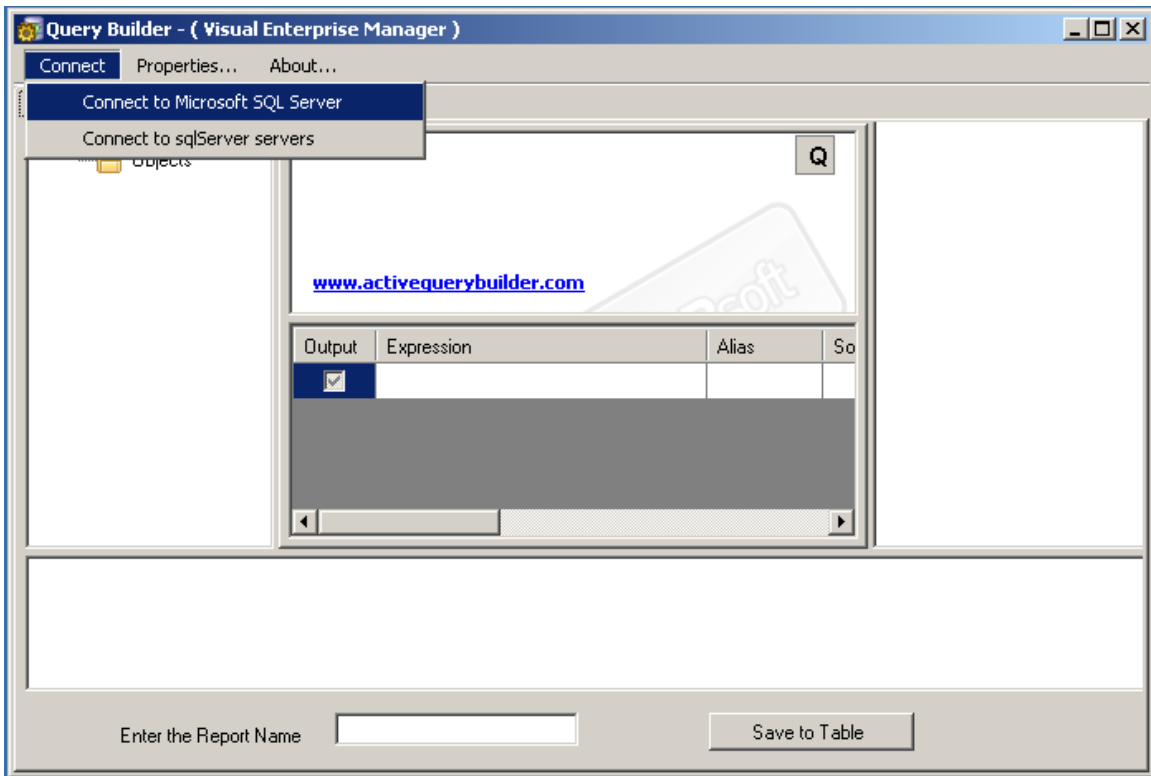 Query Builder - ( Visual Enterprise Manager )
Connect Properties... About...
Connect to Microsoft SQL Server
Connect to sqlServer servers
Objects
Q
www.activequerybuilder.com
Output Expression Alias So
Enter the Report Name
Save to Table